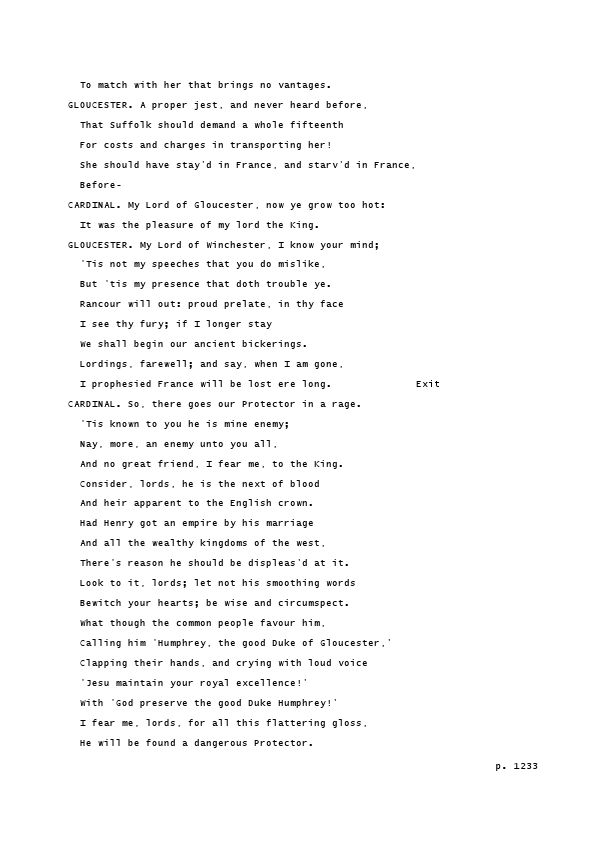 To match with her that brings no vantages.
GLOUCESTER. A proper jest, and never heard before,
That Suffolk should demand a whole fifteenth
For costs and charges in transporting her!
She should have stay'd in France, and starv'd in France,
Before-
CARDINAL. My Lord of Gloucester, now ye grow too hot:
It was the pleasure of my lord the King.
GLOUCESTER. My Lord of Winchester, I know your mind;
'Tis not my speeches that you do mislike,
But 'tis my presence that doth trouble ye.
Rancour will out: proud prelate, in thy face
I see thy fury; if I longer stay
We shall begin our ancient bickerings.
Lordings, farewell; and say, when I am gone,
I prophesied France will be lost ere long. Exit
CARDINAL. So, there goes our Protector in a rage.
'Tis known to you he is mine enemy;
Nay, more, an enemy unto you all,
And no great friend, I fear me, to the King.
Consider, lords, he is the next of blood
And heir apparent to the English crown.
Had Henry got an empire by his marriage
And all the wealthy kingdoms of the west,
There's reason he should be displeas'd at it.
Look to it, lords; let not his smoothing words
Bewitch your hearts; be wise and circumspect.
What though the common people favour him,
Calling him 'Humphrey, the good Duke of Gloucester,'
Clapping their hands, and crying with loud voice
'Jesu maintain your royal excellence!'
With 'God preserve the good Duke Humphrey!'
I fear me, lords, for all this flattering gloss,
He will be found a dangerous Protector.
p. 1233